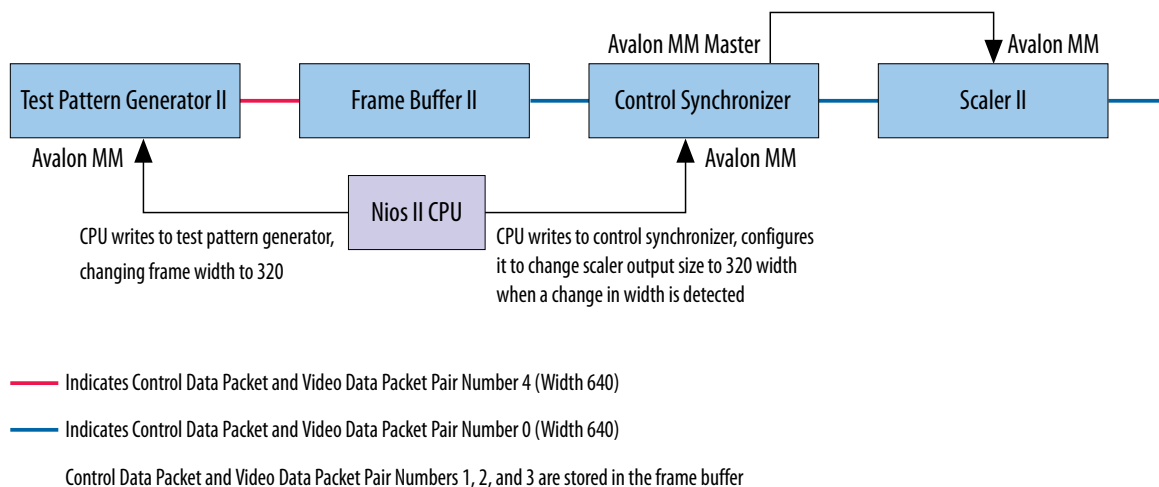 Avalon MM Master
Avalon MM
Test Pattern Generator II
Frame Buffer II
Control Synchronizer
Scaler II
Avalon MM
Avalon MM
Nios II CPU
CPU writes to test pattern generator,
changing frame width to 320
CPU writes to control synchronizer, configures
it to change scaler output size to 320 width
when a change in width is detected
Indicates Control Data Packet and Video Data Packet Pair Number 4 (Width 640)
Indicates Control Data Packet and Video Data Packet Pair Number 0 (Width 640)
Control Data Packet and Video Data Packet Pair Numbers 1, 2, and 3 are stored in the frame buffer